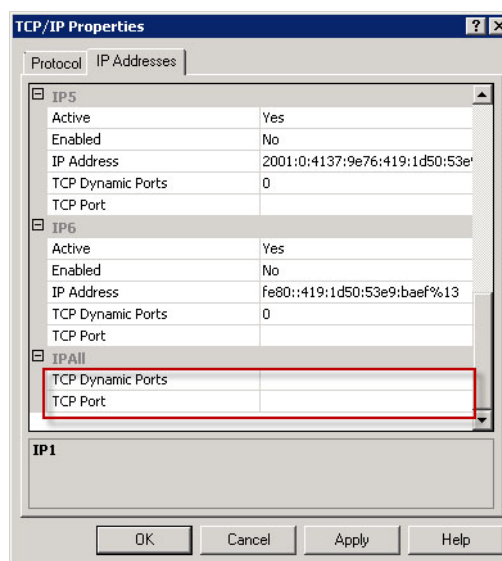 TCP/IP Properties
Protocol IP Addresses
IP5
Active Yes
Enabled No
IP Address 2001:0:4137:9e76:419:1d50:53e
TCP Dynamic Ports 0
TCP Port
IP6
Active Yes
Enabled No
IP Address fe80::419:1d50:53e9:baef%13
TCP Dynamic Ports 0
TCP Port
IPAll
TCP Dynamic Ports
TCP Port
IP1
OK Cancel Apply Help